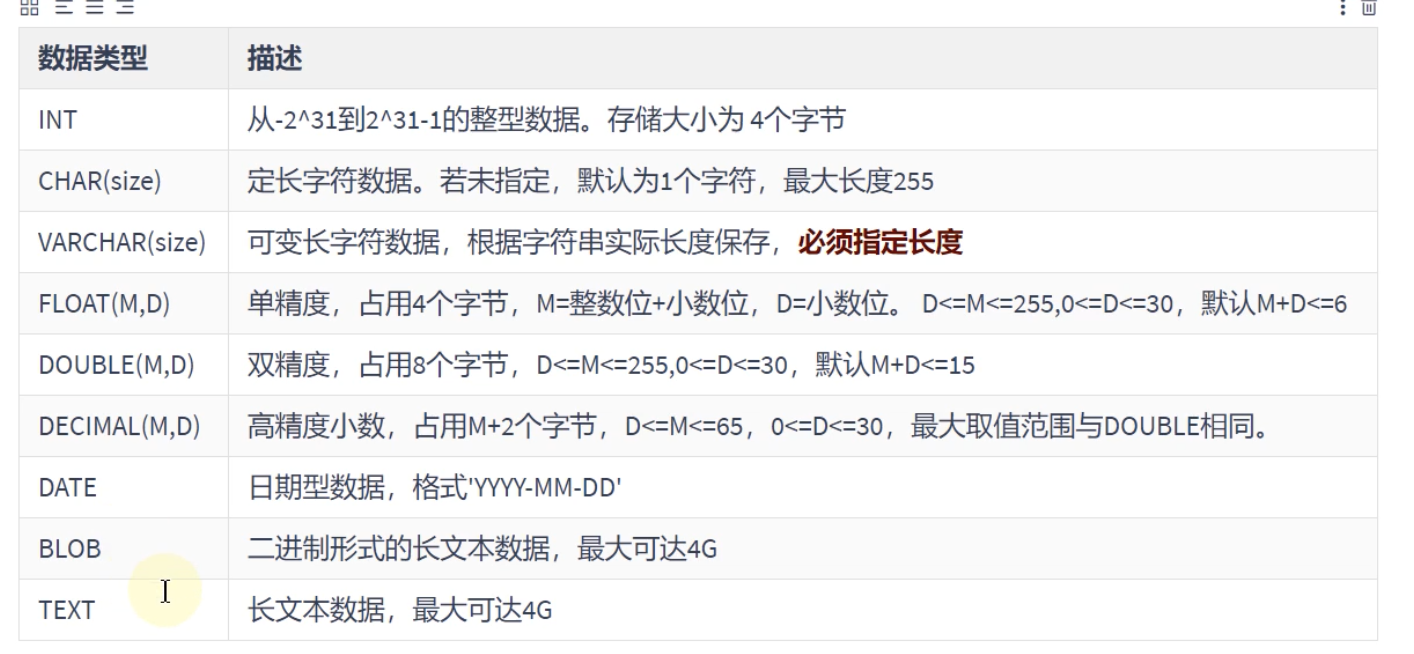 数据类型 描述
INT 从-2^31到2^31-1的整型数据。存储大小为 4个字节
CHAR(size) 定长字符数据。若未指定，默认为1个字符，最大长度255
VARCHAR(size) 可变长字符数据，根据字符串实际长度保存，必须指定长度
FLOAT(M,D) 单精度，占用4个字节，M=整数位+小数位，D=小数位。 D<=M<=255,0<=D<=30，默认M+D<=6
DOUBLE(M,D) 双精度，占用8个字节，D<=M<=255,0<=D<=30，默认M+D<=15
DECIMAL(M,D) 高精度小数，占用M+2个字节，D<=M<=65，0<=D<=30，最大取值范围与DOUBLE相同。
DATE 日期型数据，格式'YYYY-MM-DD'
BLOB 二进制形式的长文本数据，最大可达4G
TEXT 长文本数据，最大可达4G